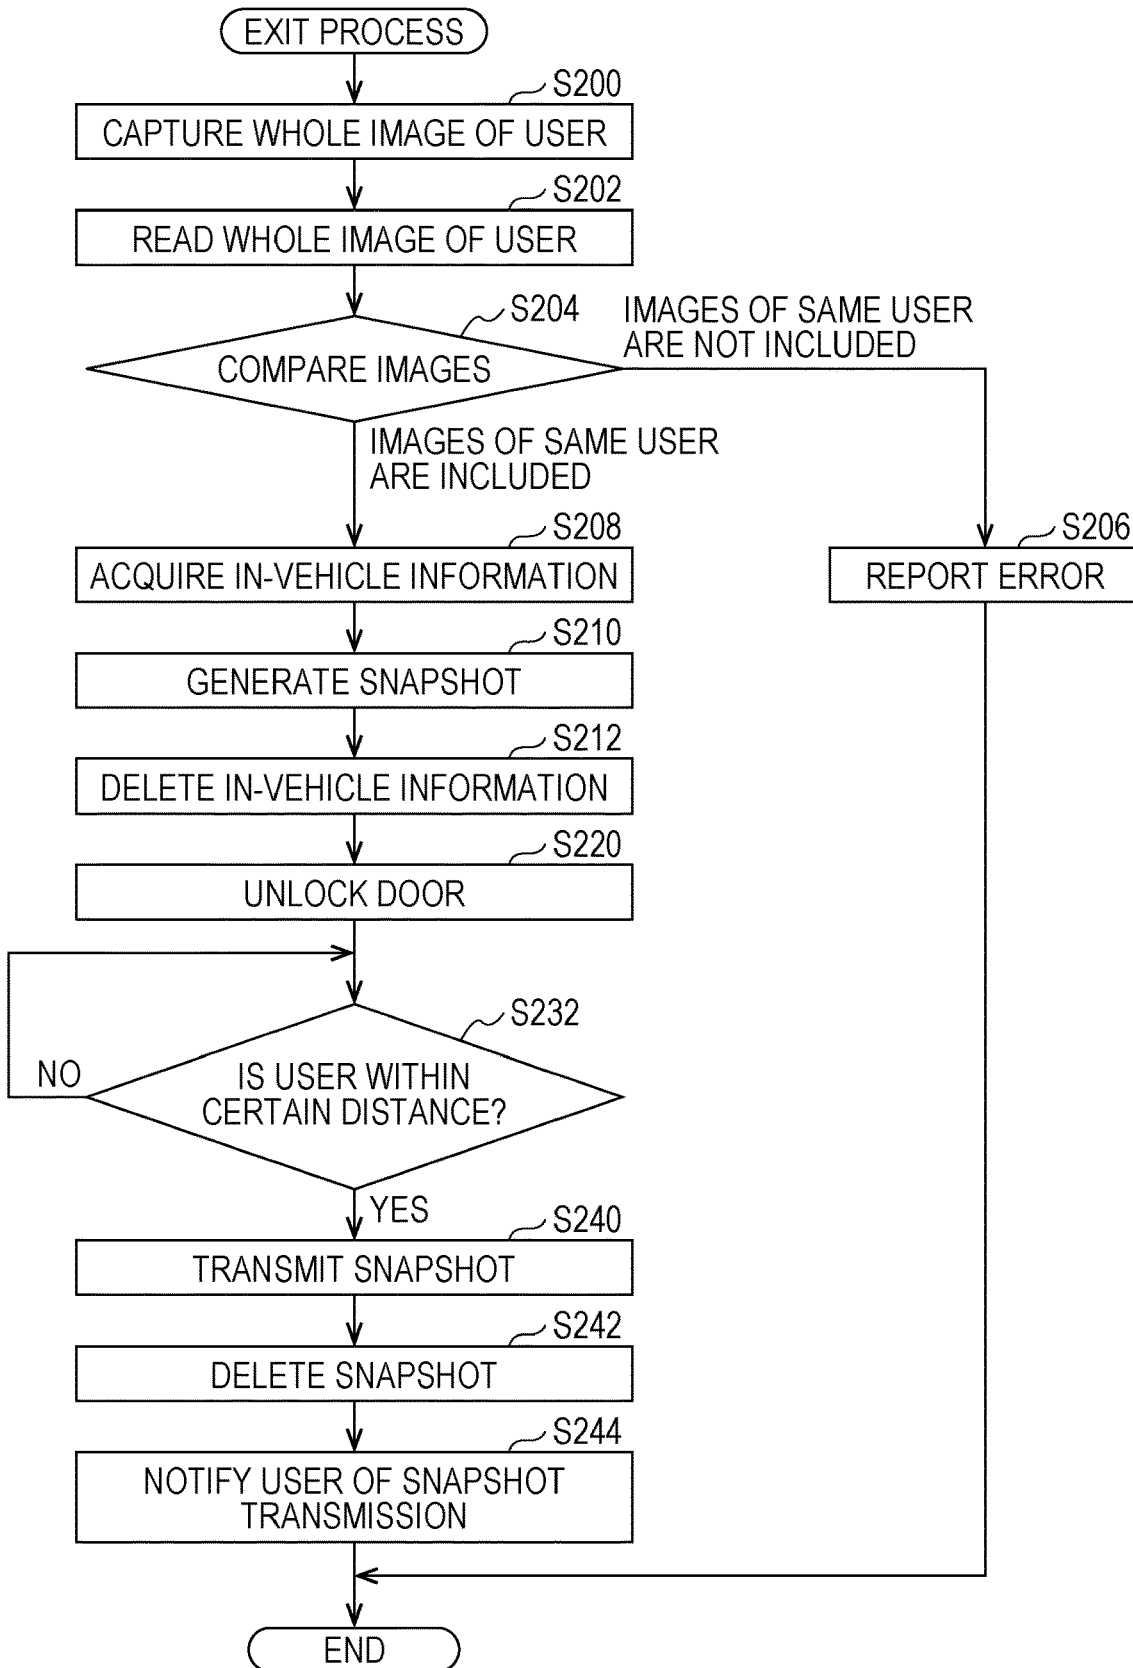 EXIT PROCESS
S200
CAPTURE WHOLE IMAGE OF USER
S202
READ WHOLE IMAGE OF USER
S204
COMPARE IMAGES
IMAGES OF SAME USER
ARE NOT INCLUDED
IMAGES OF SAME USER
ARE INCLUDED
S208
ACQUIRE IN-VEHICLE INFORMATION
S206
REPORT ERROR
S210
GENERATE SNAPSHOT
S212
DELETE IN-VEHICLE INFORMATION
S220
UNLOCK DOOR
S232
IS USER WITHIN
CERTAIN DISTANCE?
NO
YES
S240
TRANSMIT SNAPSHOT
S242
DELETE SNAPSHOT
S244
NOTIFY USER OF SNAPSHOT
TRANSMISSION
END